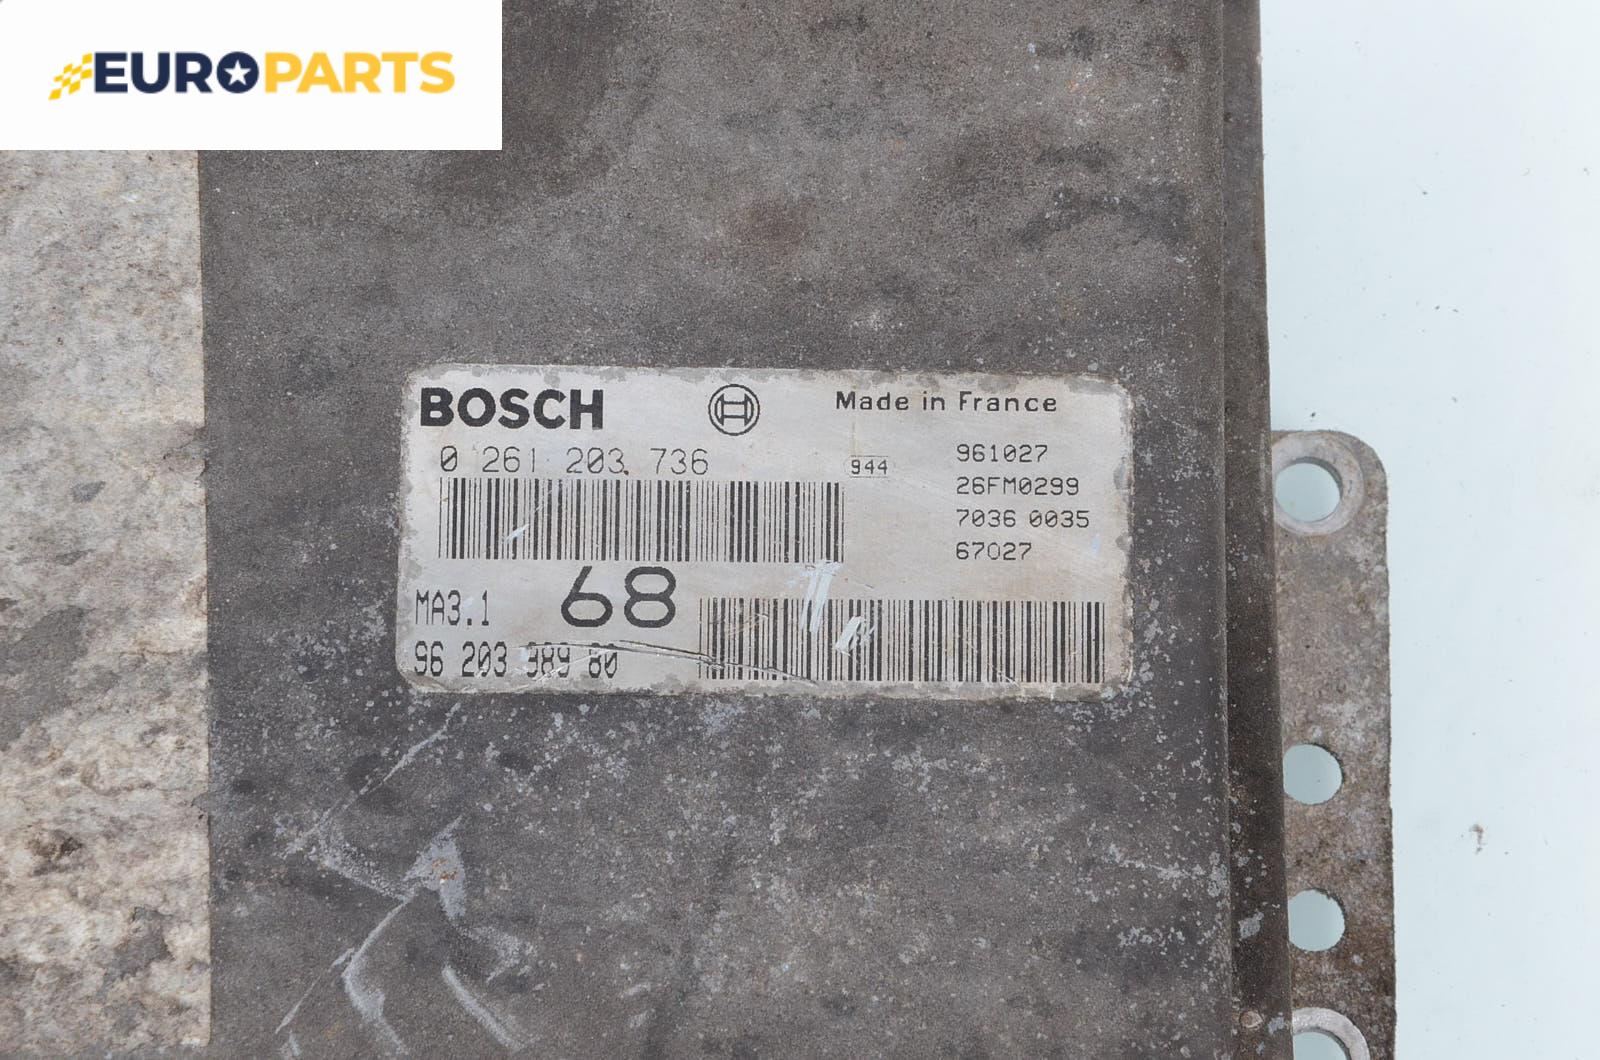 EUROPARTS
BOSCH
Made in France
0 261 203 736
944
961027
26FM0299
7036 0035
67027
MA3.1
68
96 203 989 80